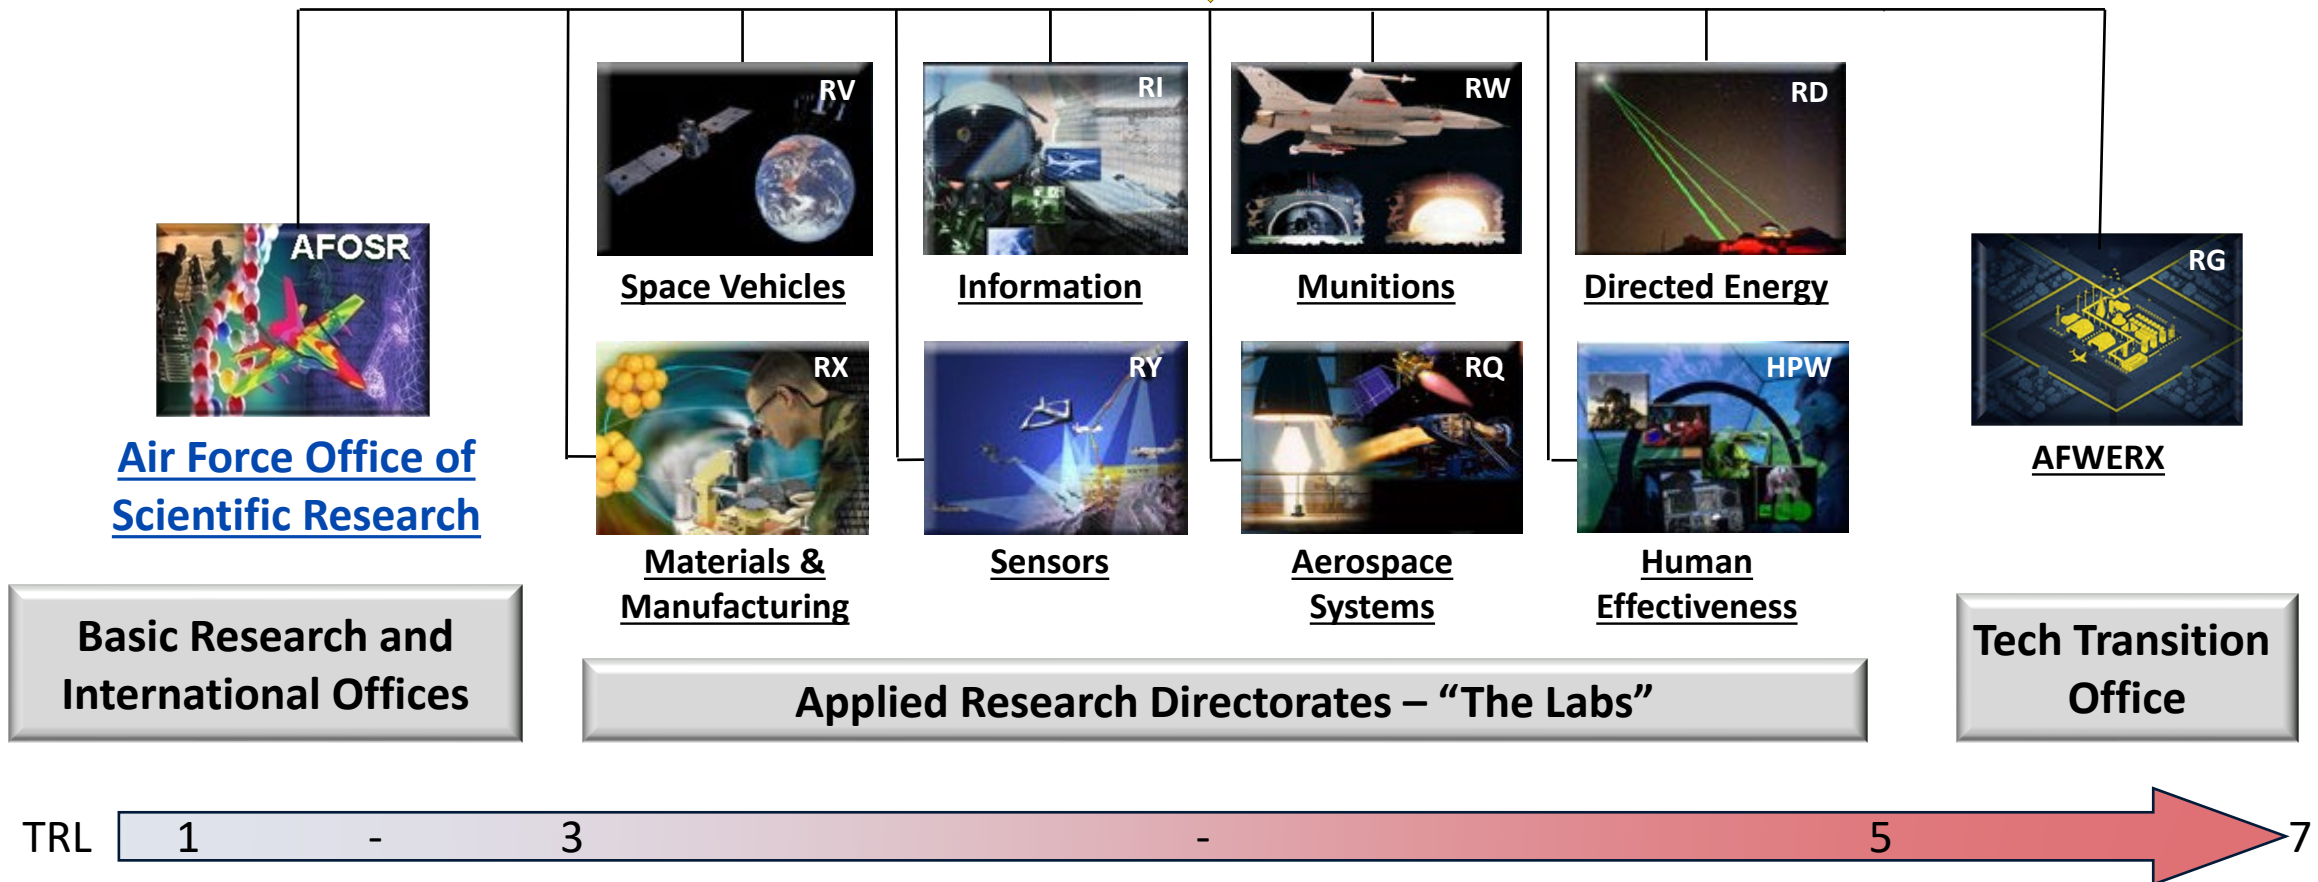 RV
RI
RW
RD
AFOSR
RG
Space Vehicles
Information
Munitions
Directed Energy
RX
RY
RQ
HPW
Air Force Office of
Scientific Research
AFWERX
Materials &
Manufacturing
Sensors
Aerospace
Systems
Human
Effectiveness
Basic Research and
International Offices
Applied Research Directorates – “The Labs”
Tech Transition
Office
TRL 1 - 3 - 5 7